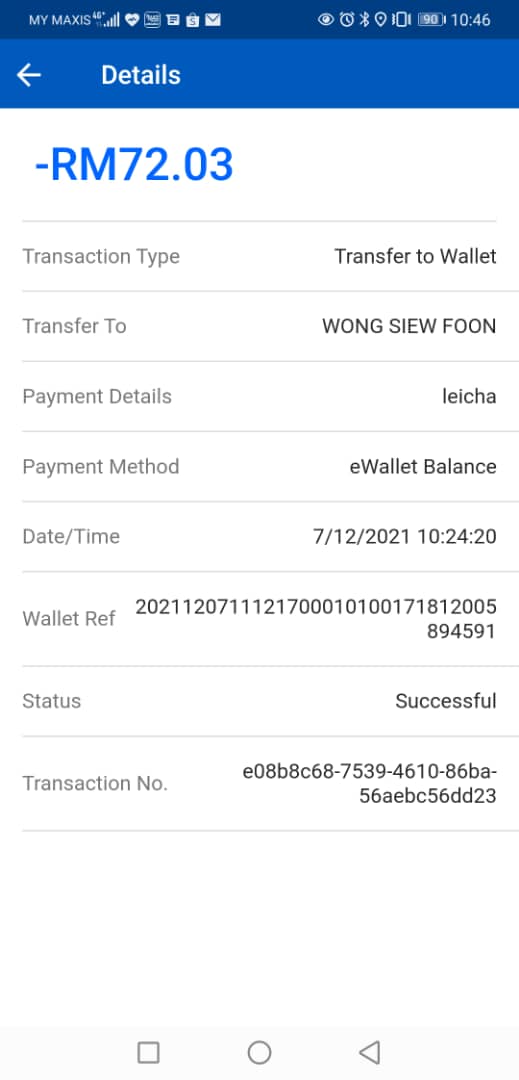 MY MAXIS 4G+ 90 10:46
Details
-RM72.03
Transaction Type Transfer to Wallet
Transfer To WONG SIEW FOON
Payment Details leicha
Payment Method eWallet Balance
Date/Time 7/12/2021 10:24:20
Wallet Ref 20211207111217000010100171812005
894591
Status Successful
Transaction No. e08b8c68-7539-4610-86ba-
56aebc56dd23